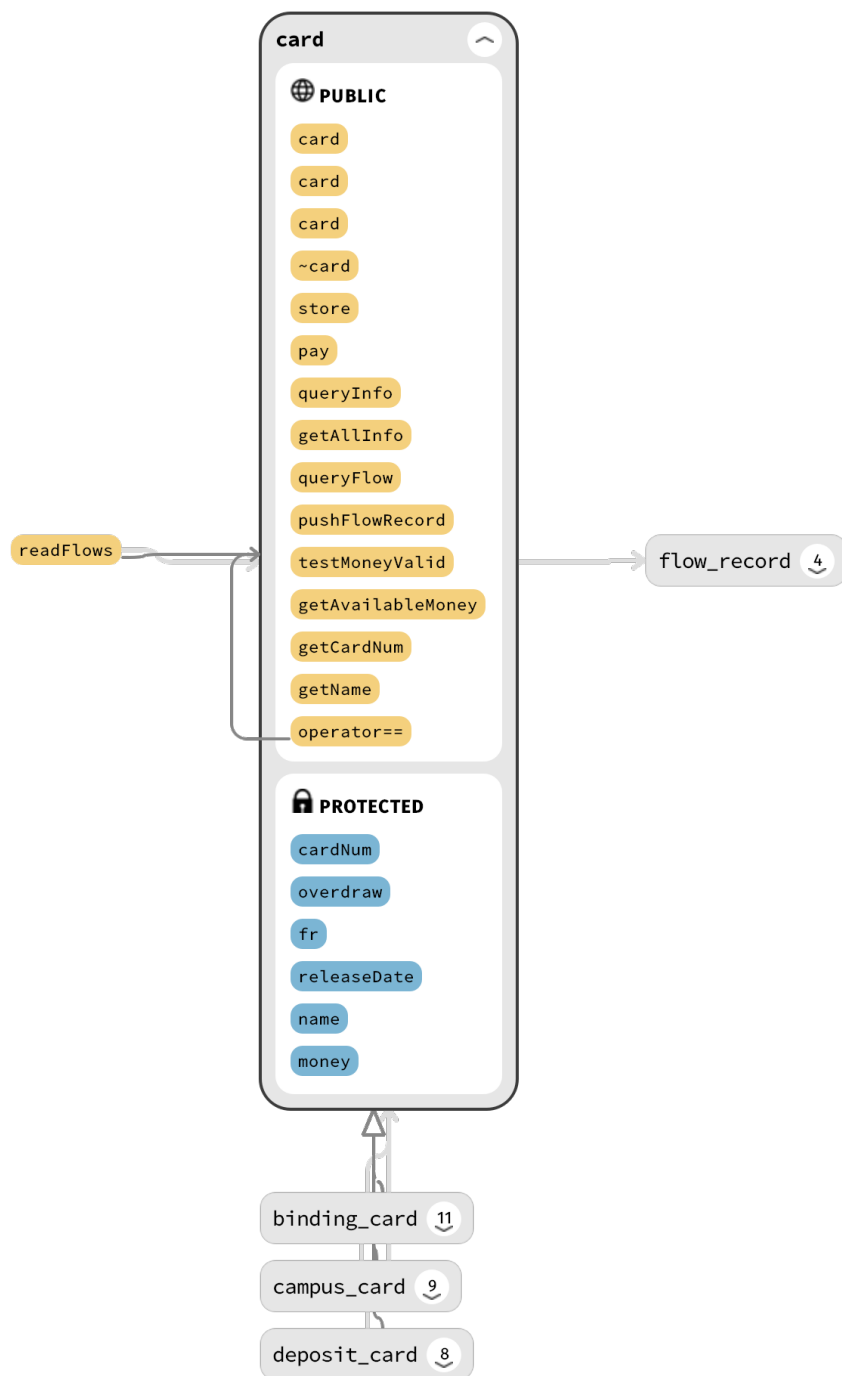 card
PUBLIC
card
card
card
~card
store
pay
queryInfo
getAllInfo
queryFlow
pushFlowRecord
testMoneyValid
getAvailableMoney
getCardNum
getName
operator==
PROTECTED
cardNum
overdraw
fr
releaseDate
name
money
readFlows
flow_record 4
binding_card 11
campus_card 9
deposit_card 8